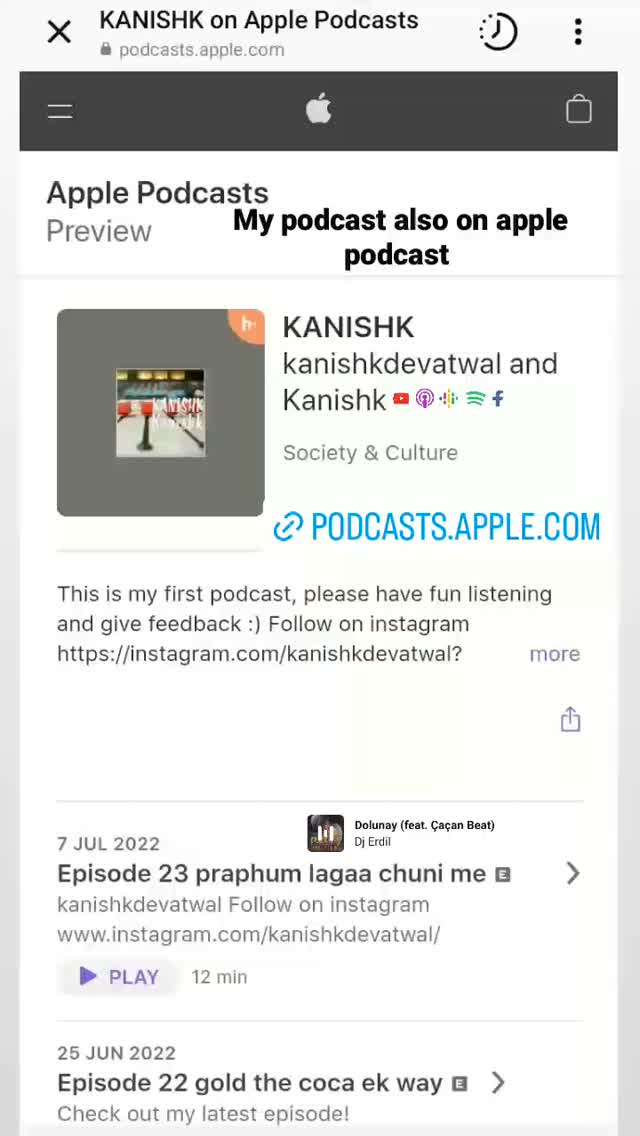 KANISHK on Apple Podcasts
podcasts.apple.com
Apple Podcasts
Preview
My podcast also on apple
podcast
KANISHK
Kanishk
KANISHK
kanishkdevatwal and
Kanishk
Society & Culture
PODCASTS.APPLE.COM
This is my first podcast, please have fun listening
and give feedback :) Follow on instagram
https://instagram.com/kanishkdevatwal? more
7 JUL 2022
Dolunay (feat. Çaçan Beat)
Dj Erdil
Episode 23 praphum lagaa chuni me E
kanishkdevatwal Follow on instagram
www.instagram.com/kanishkdevatwal/
PLAY 12 min
25 JUN 2022
Episode 22 gold the coca ek way E
Check out my latest episode!